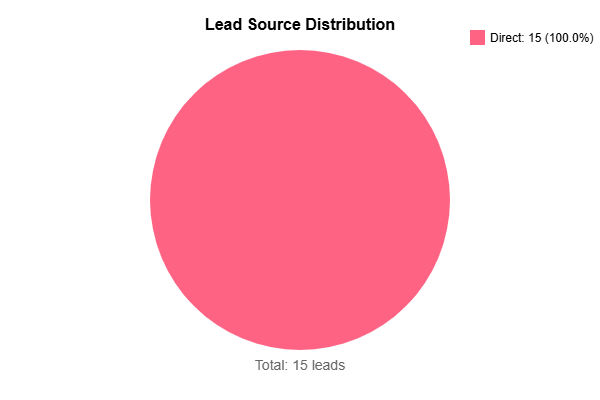 Lead Source Distribution
Direct: 15 (100.0%)
Total: 15 leads